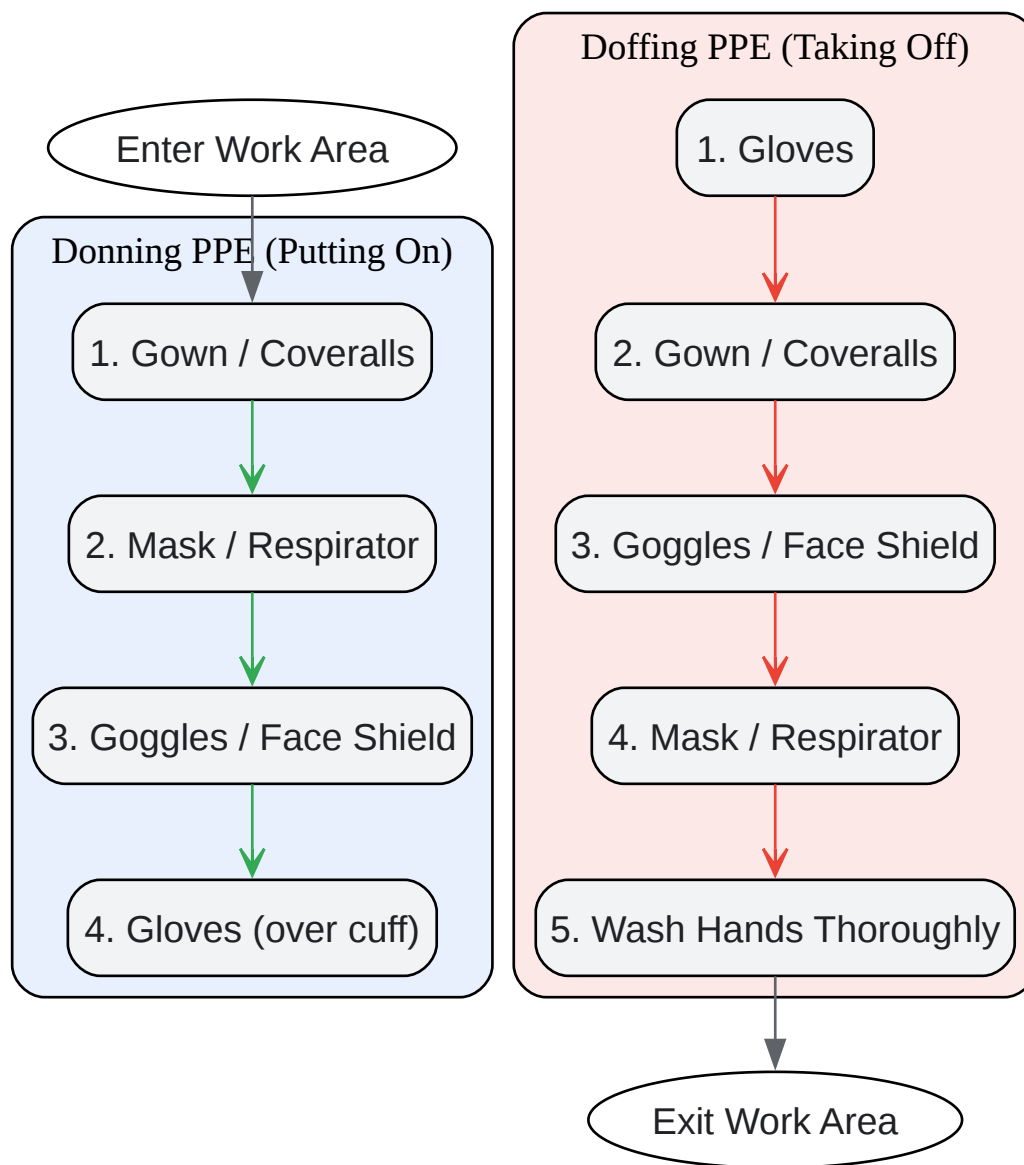 Enter Work Area
Donning PPE (Putting On)
1. Gown / Coveralls
2. Mask / Respirator
3. Goggles / Face Shield
4. Gloves (over cuff)
Doffing PPE (Taking Off)
1. Gloves
2. Gown / Coveralls
3. Goggles / Face Shield
4. Mask / Respirator
5. Wash Hands Thoroughly
Exit Work Area